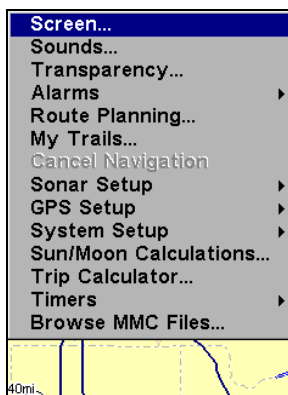 Screen...
Sounds...
Transparency...
Alarms
Route Planning...
My Trails...
Cancel Navigation
Sonar Setup
GPS Setup
System Setup
Sun/Moon Calculations...
Trip Calculator...
Timers
Browse MMC Files...
40mi